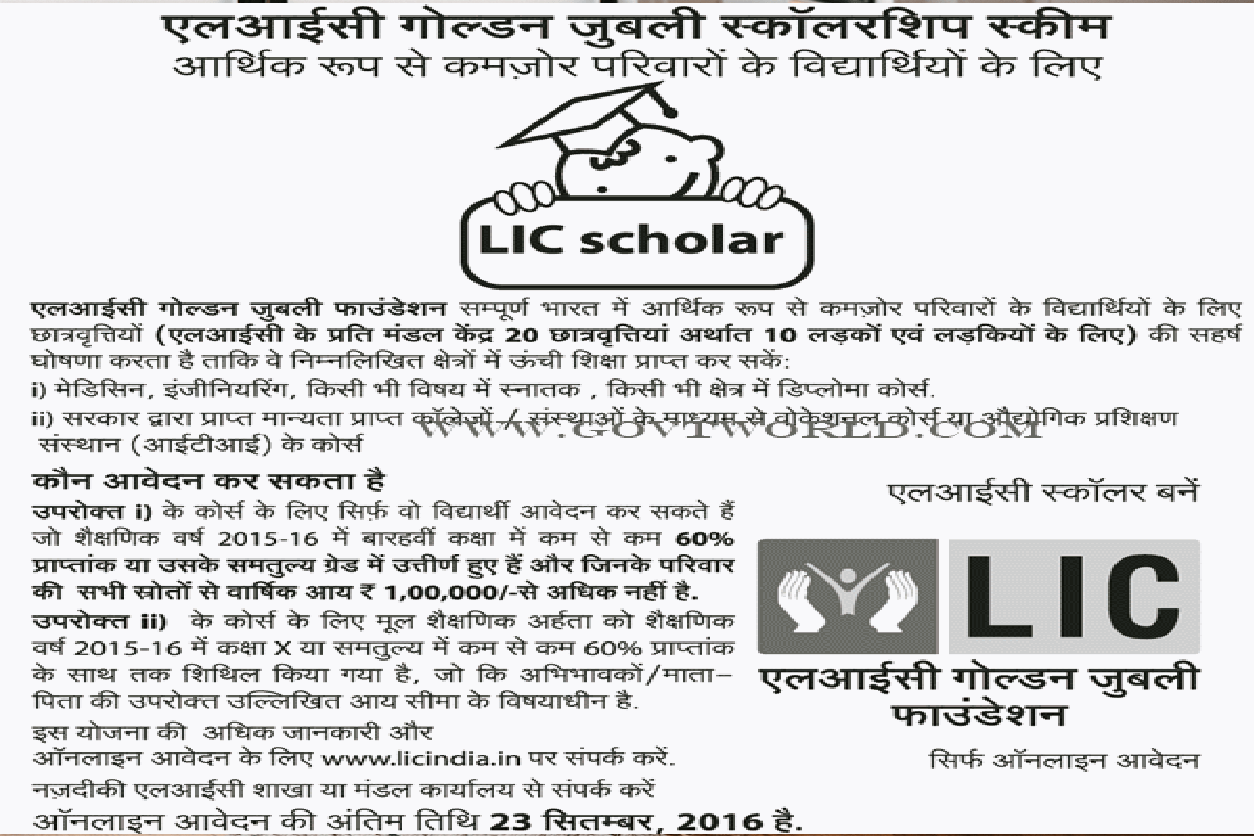 एलआईसी गोल्डन जुबली स्कॉलरशिप स्कीम
आर्थिक रूप से कमज़ोर परिवारों के विद्यार्थियों के लिए
LIC scholar
एलआईसी गोल्डन जुबली फाउंडेशन सम्पूर्ण भारत में आर्थिक रूप से कमज़ोर परिवारों के विद्यार्थियों के लिए
छात्रवृत्तियों (एलआईसी के प्रति मंडल केंद्र 20 छात्रवृत्तियां अर्थात 10 लड़कों एवं लड़कियों के लिए) की सहर्ष
घोषणा करता है ताकि वे निम्नलिखित क्षेत्रों में ऊंची शिक्षा प्राप्त कर सकें:
i) मेडिसिन, इंजीनियरिंग, किसी भी विषय में स्नातक , किसी भी क्षेत्र में डिप्लोमा कोर्स.
ii) सरकार द्वारा प्राप्त मान्यता प्राप्त कॉलेजों / संस्थाओं के माध्यम से वोकेशनल कोर्स या औद्योगिक प्रशिक्षण
WWW.GOVTWORLD.COM
संस्थान (आईटीआई) के कोर्स
कौन आवेदन कर सकता है
उपरोक्त i) के कोर्स के लिए सिर्फ़ वो विद्यार्थी आवेदन कर सकते हैं
जो शैक्षणिक वर्ष 2015-16 में बारहवीं कक्षा में कम से कम 60%
प्राप्तांक या उसके समतुल्य ग्रेड में उत्तीर्ण हुए हैं और जिनके परिवार
की सभी स्रोतों से वार्षिक आय ₹ 1,00,000/-से अधिक नहीं है.
उपरोक्त ii) के कोर्स के लिए मूल शैक्षणिक अर्हता को शैक्षणिक
वर्ष 2015-16 में कक्षा X या समतुल्य में कम से कम 60% प्राप्तांक
के साथ तक शिथिल किया गया है, जो कि अभिभावकों/माता–
पिता की उपरोक्त उल्लिखित आय सीमा के विषयाधीन है.
इस योजना की अधिक जानकारी और
ऑनलाइन आवेदन के लिए www.licindia.in पर संपर्क करें.
नज़दीकी एलआईसी शाखा या मंडल कार्यालय से संपर्क करें
ऑनलाइन आवेदन की अंतिम तिथि 23 सितम्बर, 2016 है.
एलआईसी स्कॉलर बनें
LIC
एलआईसी गोल्डन जुबली
फाउंडेशन
सिर्फ ऑनलाइन आवेदन